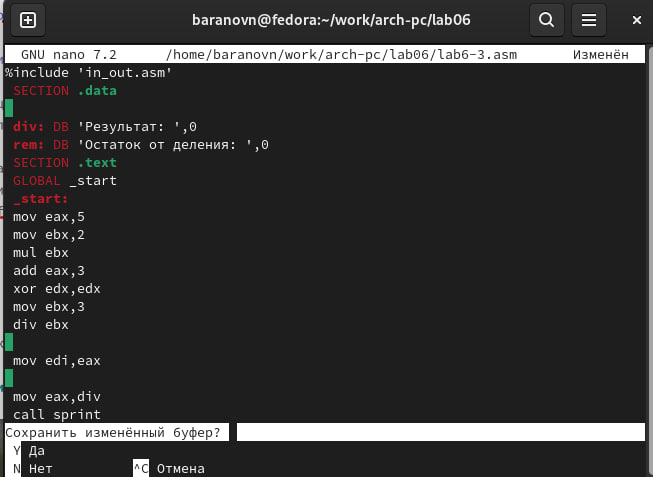 baranovn@fedora:~/work/arch-pc/lab06
GNU nano 7.2 /home/baranovn/work/arch-pc/lab06/lab6-3.asm Изменён
%include 'in_out.asm'
SECTION .data
div: DB 'Результат: ',0
rem: DB 'Остаток от деления: ',0
SECTION .text
GLOBAL _start
_start:
mov eax,5
mov ebx,2
mul ebx
add eax,3
xor edx,edx
mov ebx,3
div ebx
mov edi,eax
mov eax,div
call sprint
Сохранить изменённый буфер?
Y Да
N Нет ^C Отмена